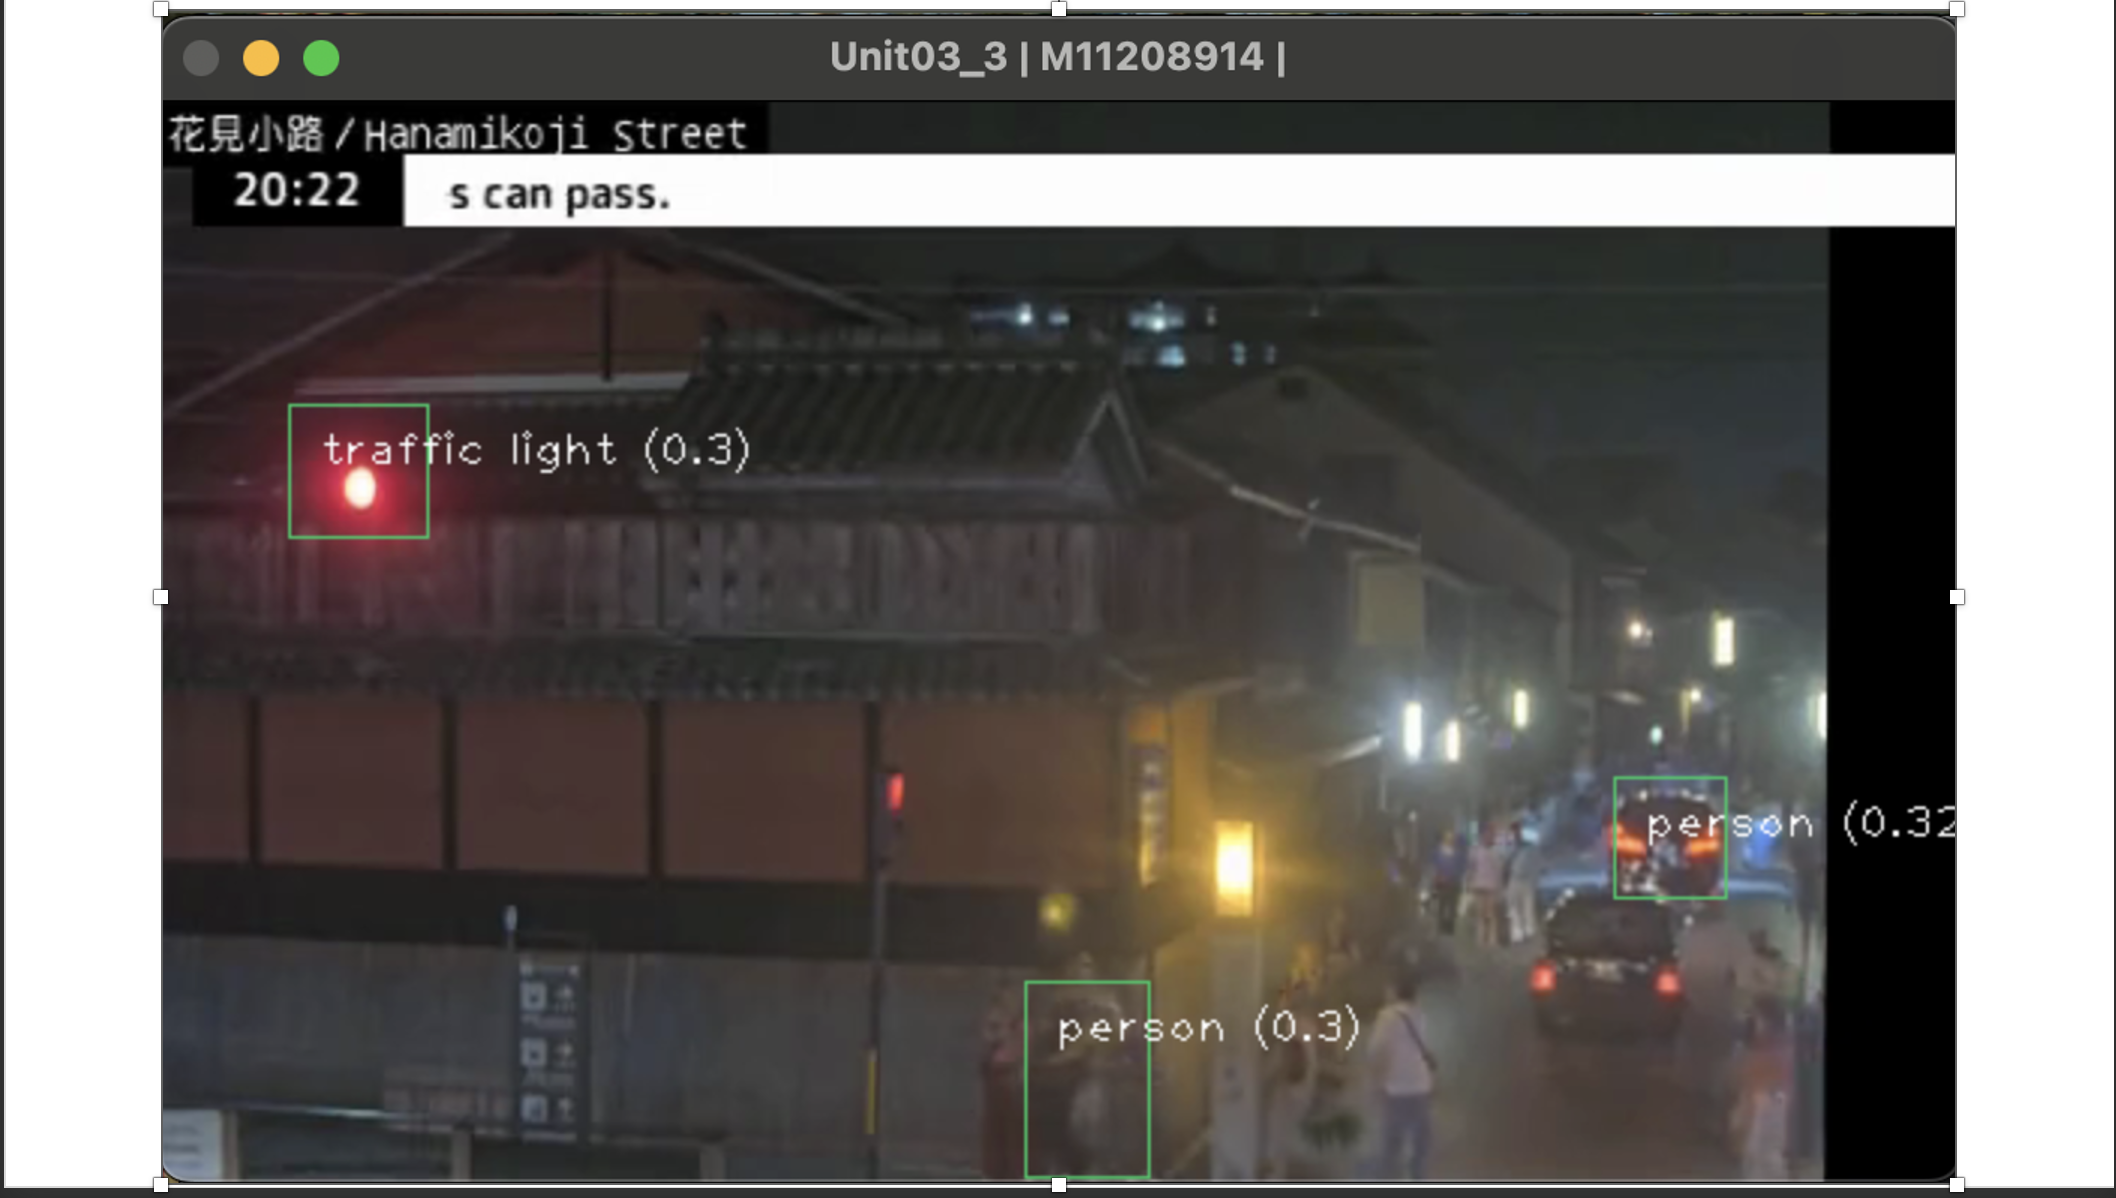 Unit03_3 | M11208914 |
花見小路/Hanamikoji Street
20:22 s can pass.
traffic light (0.3)
person (0.32
person (0.3)